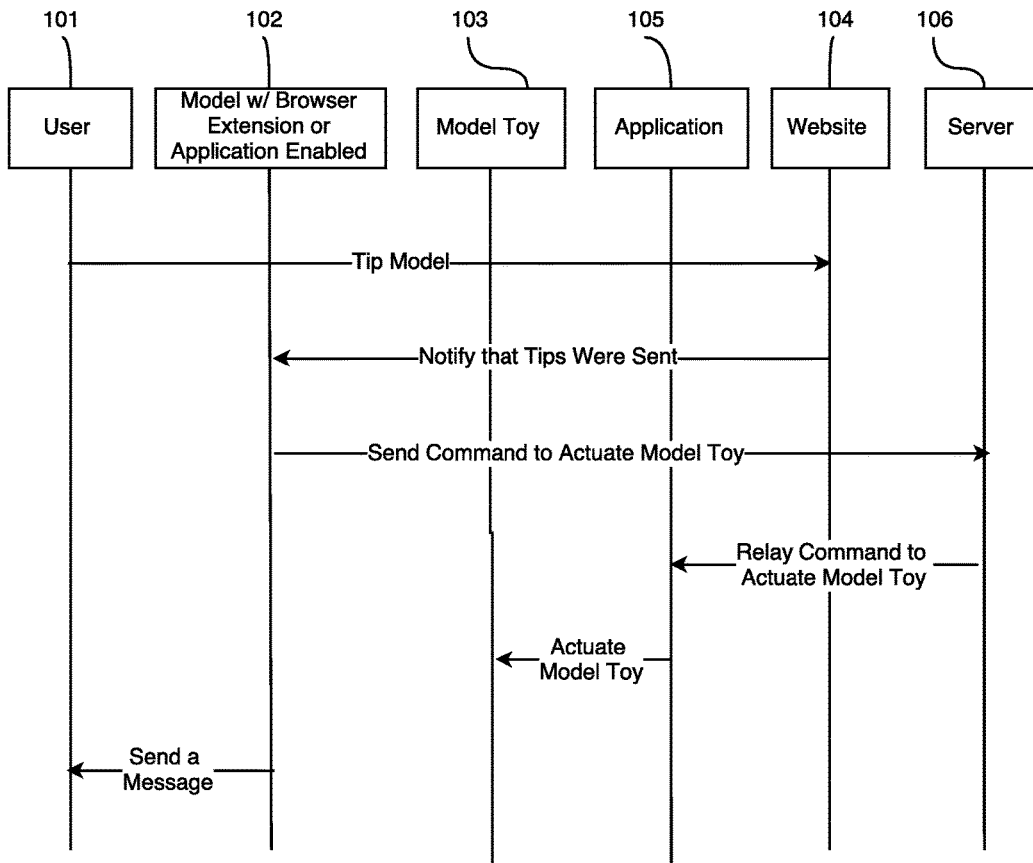 101
102
103
105
104
106
User
Model w/ Browser
Extension or
Application Enabled
Model Toy
Application
Website
Server
Tip Model
Notify that Tips Were Sent
Send Command to Actuate Model Toy
Relay Command to
Actuate Model Toy
Actuate
Model Toy
Send a
Message